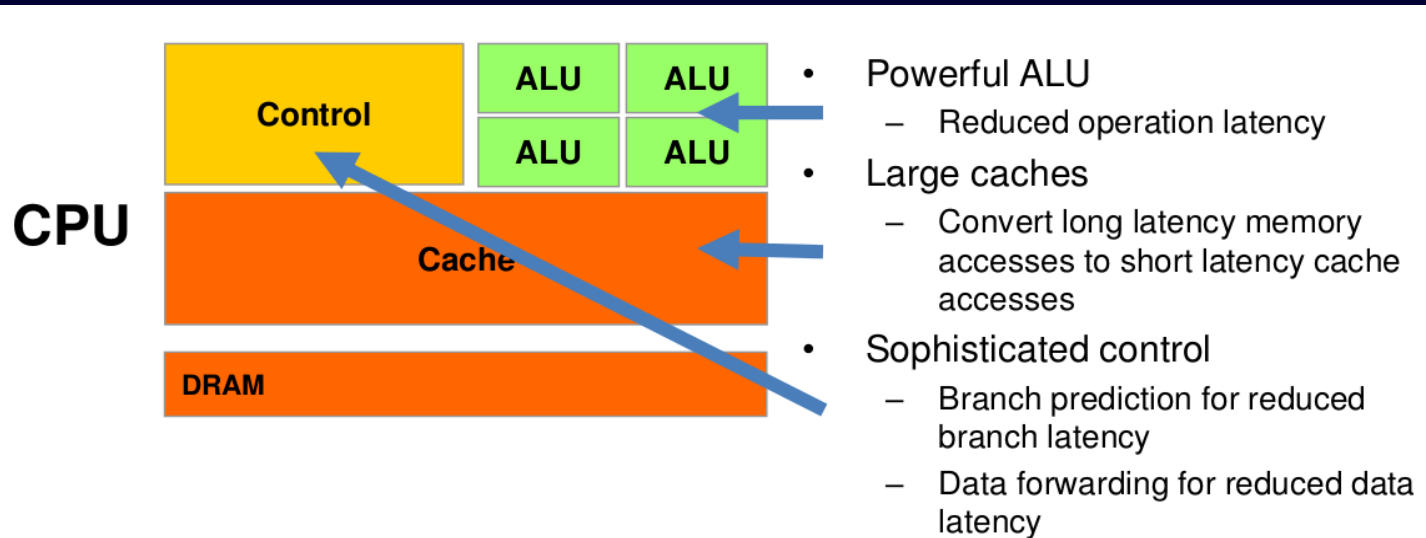 CPU
Control
ALU
ALU
ALU
ALU
Cache
DRAM
• Powerful ALU
– Reduced operation latency
• Large caches
– Convert long latency memory
accesses to short latency cache
accesses
• Sophisticated control
– Branch prediction for reduced
branch latency
– Data forwarding for reduced data
latency